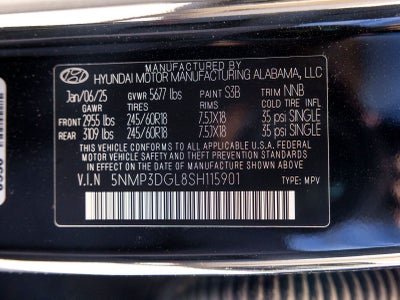 MANUFACTURED BY
HYUNDAI MOTOR MANUFACTURING ALABAMA, LLC
Jan/06/25 GVWR 5677 lbs PAINT S3B TRIM NNB
GAWR TIRES RIMS COLD TIRE INFLATION
FRONT 2955 lbs 245/60R18 7.5JX18 35 psi SINGLE
REAR 3109 lbs 245/60R18 7.5JX18 35 psi SINGLE
THIS VEHICLE CONFORMS TO ALL APPLICABLE U.S.A. FEDERAL
MOTOR VEHICLE SAFETY, BUMPER, AND THEFT PREVENTION
STANDARDS IN EFFECT ON THE DATE OF MANUFACTURE SHOWN ABOVE.
V.I.N 5NMP3DGL8SH115901 TYPE: MPV